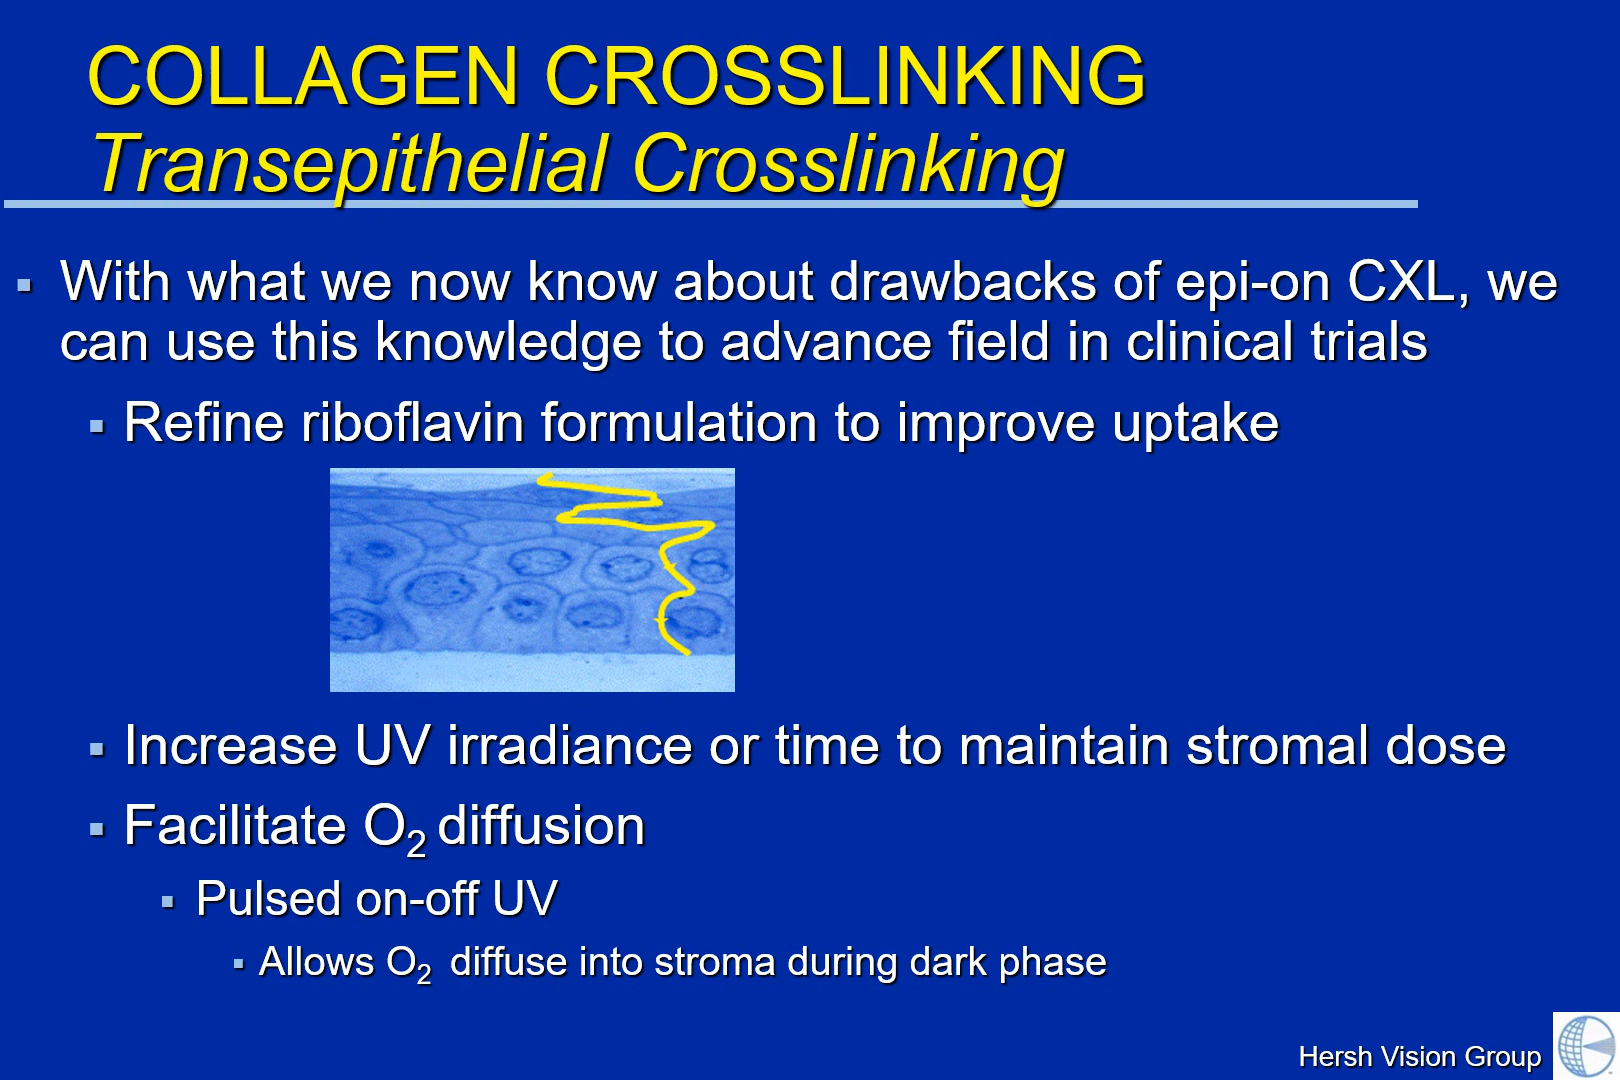 COLLAGEN CROSSLINKING
Transepithelial Crosslinking
▪ With what we now know about drawbacks of epi-on CXL, we
can use this knowledge to advance field in clinical trials
▪ Refine riboflavin formulation to improve uptake
▪ Increase UV irradiance or time to maintain stromal dose
▪ Facilitate O₂ diffusion
▪ Pulsed on-off UV
▪ Allows O₂ diffuse into stroma during dark phase
Hersh Vision Group